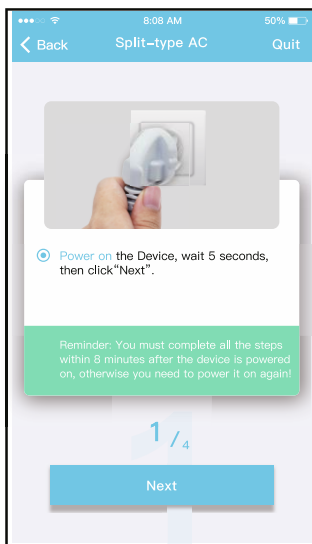 8:08 AM 50%
Back Split-type AC Quit
Power on the Device, wait 5 seconds,
then click“Next”.
Reminder: You must complete all the steps
within 8 minutes after the device is powered
on, otherwise you need to power it on again!
1/4
Next